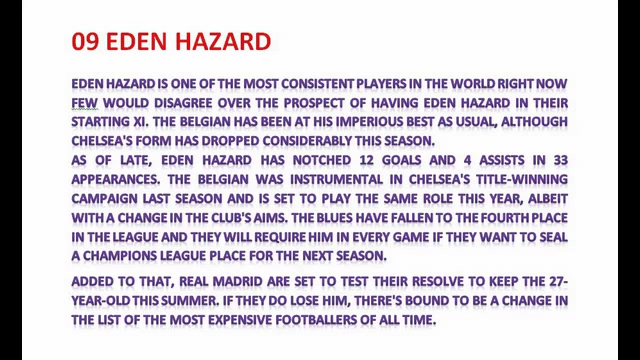 09 EDEN HAZARD
EDEN HAZARD IS ONE OF THE MOST CONSISTENT PLAYERS IN THE WORLD RIGHT NOW
FEW WOULD DISAGREE OVER THE PROSPECT OF HAVING EDEN HAZARD IN THEIR
STARTING XI. THE BELGIAN HAS BEEN AT HIS IMPERIOUS BEST AS USUAL, ALTHOUGH
CHELSEA'S FORM HAS DROPPED CONSIDERABLY THIS SEASON.
AS OF LATE, EDEN HAZARD HAS NOTCHED 12 GOALS AND 4 ASSISTS IN 33
APPEARANCES. THE BELGIAN WAS INSTRUMENTAL IN CHELSEA'S TITLE-WINNING
CAMPAIGN LAST SEASON AND IS SET TO PLAY THE SAME ROLE THIS YEAR, ALBEIT
WITH A CHANGE IN THE CLUB'S AIMS. THE BLUES HAVE FALLEN TO THE FOURTH PLACE
IN THE LEAGUE AND THEY WILL REQUIRE HIM IN EVERY GAME IF THEY WANT TO SEAL
A CHAMPIONS LEAGUE PLACE FOR THE NEXT SEASON.
ADDED TO THAT, REAL MADRID ARE SET TO TEST THEIR RESOLVE TO KEEP THE 27-
YEAR-OLD THIS SUMMER. IF THEY DO LOSE HIM, THERE'S BOUND TO BE A CHANGE IN
THE LIST OF THE MOST EXPENSIVE FOOTBALLERS OF ALL TIME.